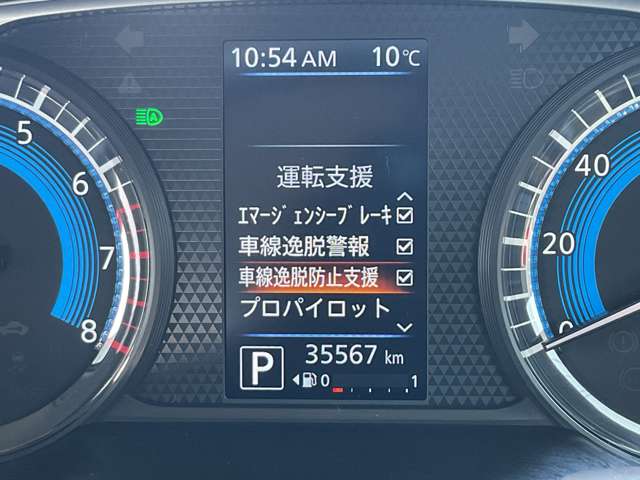 10:54 AM 10℃
運転支援
ｴﾏｰｼﾞｪﾝｼｰﾌﾞﾚｰｷ
車線逸脱警報
車線逸脱防止支援
プロパイロット
P 35567 km
0 1
5
6
7
8
40
20
0
A